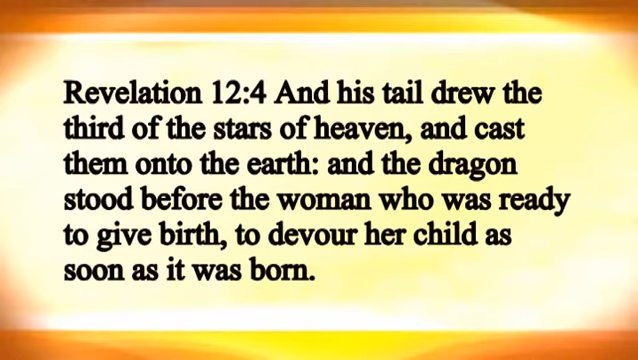 Revelation 12:4 And his tail drew the
third of the stars of heaven, and cast
them onto the earth: and the dragon
stood before the woman who was ready
to give birth, to devour her child as
soon as it was born.